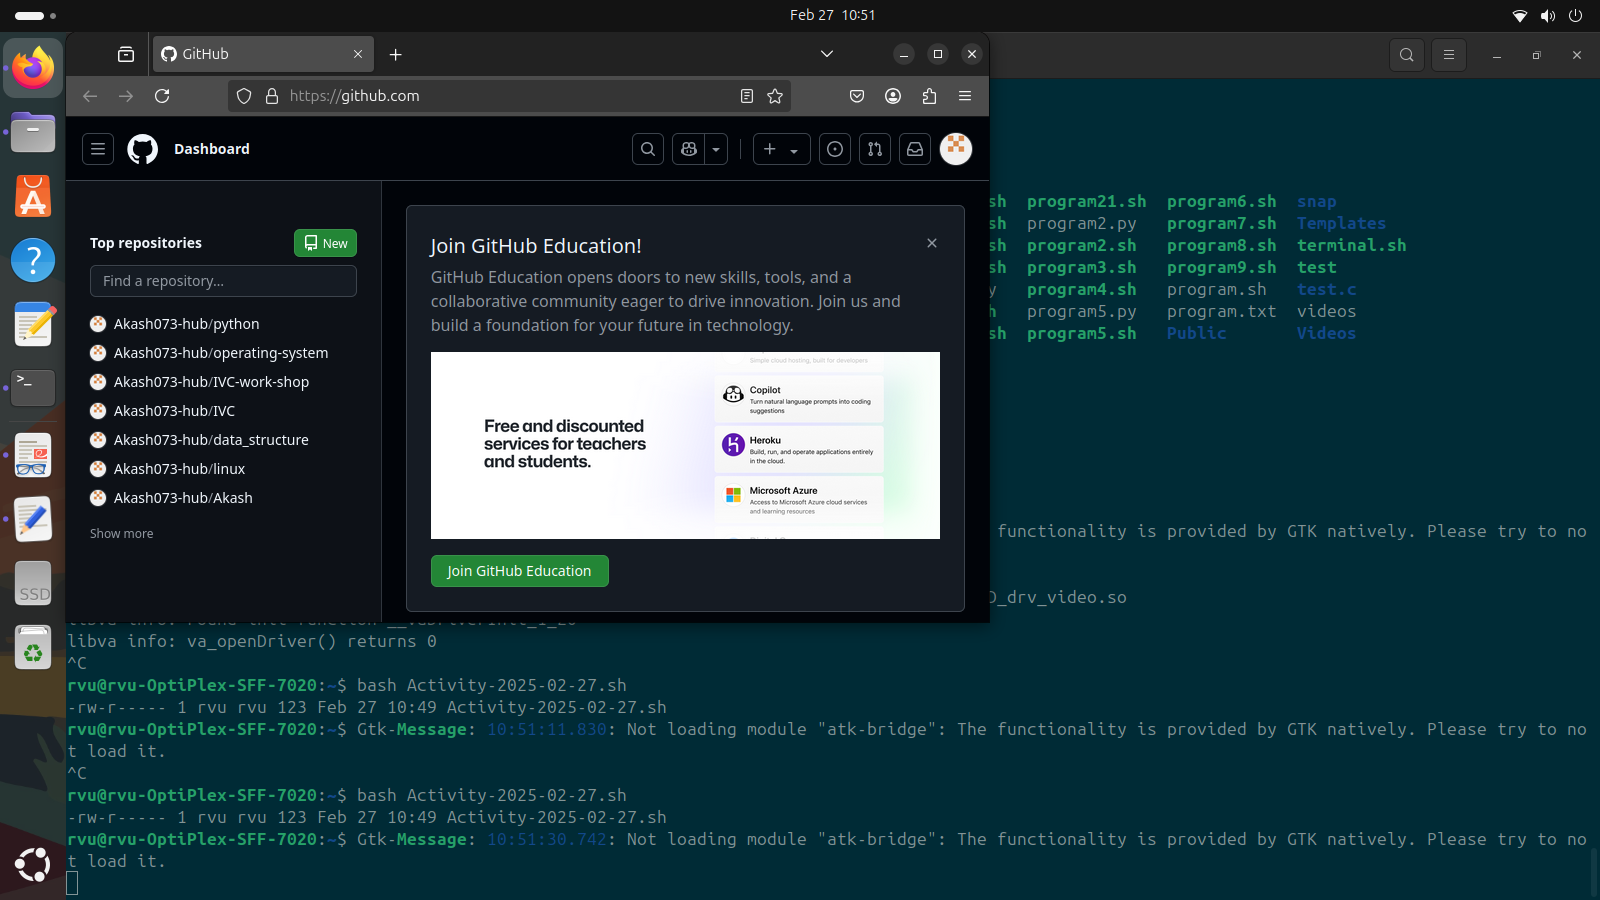 Feb 27 10:51
GitHub
https://github.com
Dashboard
Top repositories
New
Find a repository...
Akash073-hub/python
Akash073-hub/operating-system
Akash073-hub/IVC-work-shop
Akash073-hub/IVC
Akash073-hub/data_structure
Akash073-hub/linux
Akash073-hub/Akash
Show more
Join GitHub Education!
GitHub Education opens doors to new skills, tools, and a
collaborative community eager to drive innovation. Join us and
build a foundation for your future in technology.
Free and discounted
services for teachers
and students.
Simple cloud hosting, built for developers
Copilot
Turn natural language prompts into coding
suggestions
Heroku
Build, run, and operate applications entirely
in the cloud.
Microsoft Azure
Access to Microsoft Azure cloud services
and learning resources
Join GitHub Education
SSD
sh program21.sh program6.sh snap
sh program2.py program7.sh Templates
sh program2.sh program8.sh terminal.sh
sh program3.sh program9.sh test
y program4.sh program.sh test.c
h program5.py program.txt videos
sh program5.sh Public Videos
functionality is provided by GTK natively. Please try to no
D_drv_video.so
libva info: va_openDriver() returns 0
^C
rvu@rvu-OptiPlex-SFF-7020:~$ bash Activity-2025-02-27.sh
-rw-r----- 1 rvu rvu 123 Feb 27 10:49 Activity-2025-02-27.sh
rvu@rvu-OptiPlex-SFF-7020:~$ Gtk-Message: 10:51:11.830: Not loading module "atk-bridge": The functionality is provided by GTK natively. Please try to no
t load it.
^C
rvu@rvu-OptiPlex-SFF-7020:~$ bash Activity-2025-02-27.sh
-rw-r----- 1 rvu rvu 123 Feb 27 10:49 Activity-2025-02-27.sh
rvu@rvu-OptiPlex-SFF-7020:~$ Gtk-Message: 10:51:30.742: Not loading module "atk-bridge": The functionality is provided by GTK natively. Please try to no
t load it.